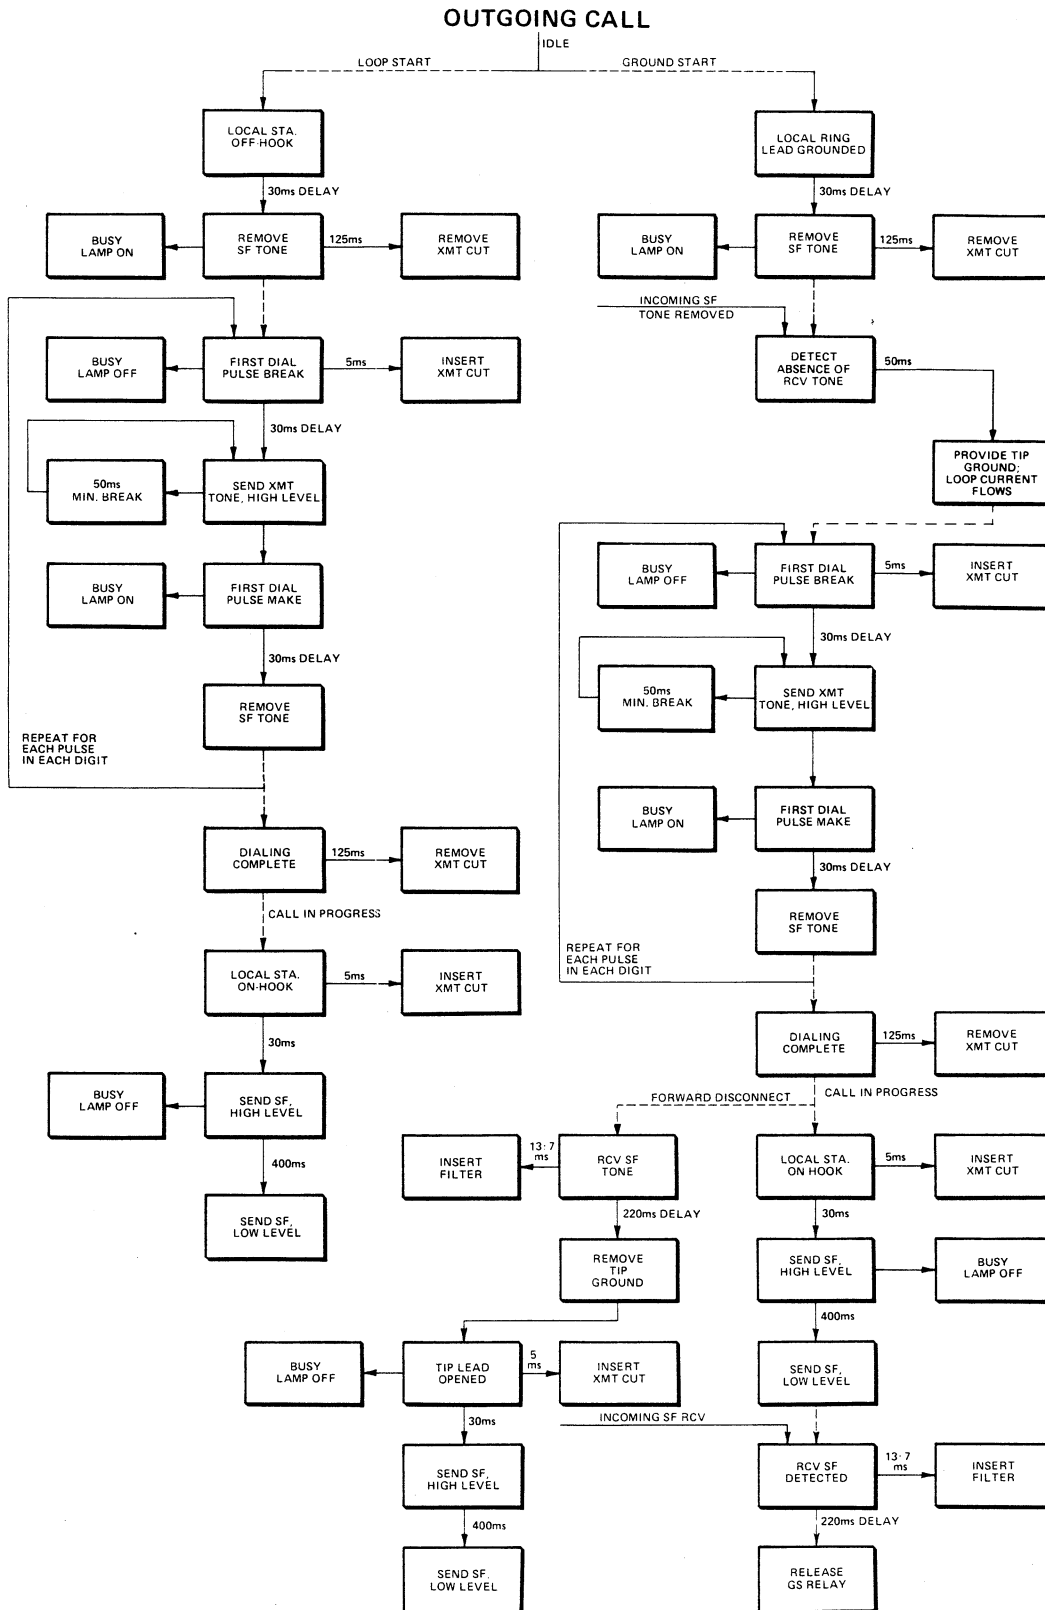 OUTGOING CALL
IDLE
LOOP START
GROUND START
LOCAL STA.
OFF-HOOK
30ms DELAY
BUSY
LAMP ON
REMOVE
SF TONE
125ms
REMOVE
XMT CUT
BUSY
LAMP OFF
FIRST DIAL
PULSE BREAK
5ms
INSERT
XMT CUT
30ms DELAY
50ms
MIN. BREAK
SEND XMT
TONE, HIGH LEVEL
BUSY
LAMP ON
FIRST DIAL
PULSE MAKE
30ms DELAY
REMOVE
SF TONE
REPEAT FOR
EACH PULSE
IN EACH DIGIT
DIALING
COMPLETE
125ms
REMOVE
XMT CUT
CALL IN PROGRESS
LOCAL STA.
ON-HOOK
5ms
INSERT
XMT CUT
30ms
BUSY
LAMP OFF
SEND SF,
HIGH LEVEL
400ms
SEND SF,
LOW LEVEL
LOCAL RING
LEAD GROUNDED
30ms DELAY
BUSY
LAMP ON
REMOVE
SF TONE
125ms
REMOVE
XMT CUT
INCOMING SF
TONE REMOVED
DETECT
ABSENCE OF
RCV TONE
50ms
PROVIDE TIP
GROUND;
LOOP CURRENT
FLOWS
BUSY
LAMP OFF
FIRST DIAL
PULSE BREAK
5ms
INSERT
XMT CUT
30ms DELAY
50ms
MIN. BREAK
SEND XMT
TONE, HIGH LEVEL
BUSY
LAMP ON
FIRST DIAL
PULSE MAKE
30ms DELAY
REMOVE
SF TONE
REPEAT FOR
EACH PULSE
IN EACH DIGIT
DIALING
COMPLETE
125ms
REMOVE
XMT CUT
CALL IN PROGRESS
FORWARD DISCONNECT
INSERT
FILTER
13·7
ms
RCV SF
TONE
220ms DELAY
REMOVE
TIP
GROUND
BUSY
LAMP OFF
TIP LEAD
OPENED
5
ms
INSERT
XMT CUT
30ms
SEND SF,
HIGH LEVEL
400ms
SEND SF,
LOW LEVEL
LOCAL STA.
ON HOOK
5ms
INSERT
XMT CUT
30ms
SEND SF,
HIGH LEVEL
BUSY
LAMP OFF
400ms
SEND SF,
LOW LEVEL
INCOMING SF RCV
RCV SF
DETECTED
13·7
ms
INSERT
FILTER
220ms DELAY
RELEASE
GS RELAY